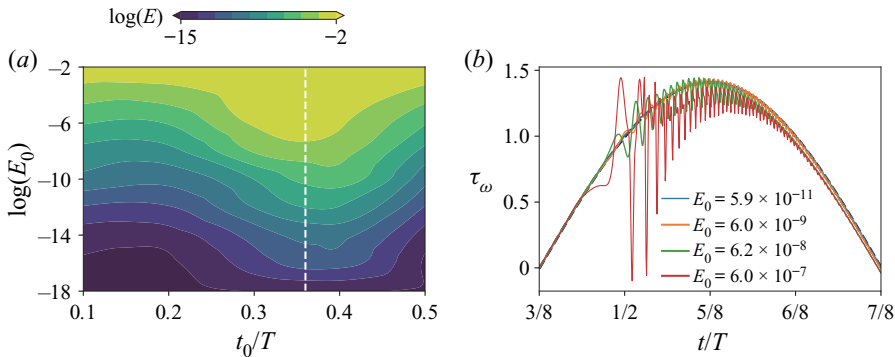 log(E)
−15 −2
(a)
−2
−6
−10
−14
−18
log(E₀)
0.1 0.2 0.3 0.4 0.5
t₀/T
(b)
1.5
1.0
0.5
0
τω
E₀ = 5.9 × 10⁻¹¹
E₀ = 6.0 × 10⁻⁹
E₀ = 6.2 × 10⁻⁸
E₀ = 6.0 × 10⁻⁷
3/8 1/2 5/8 6/8 7/8
t/T